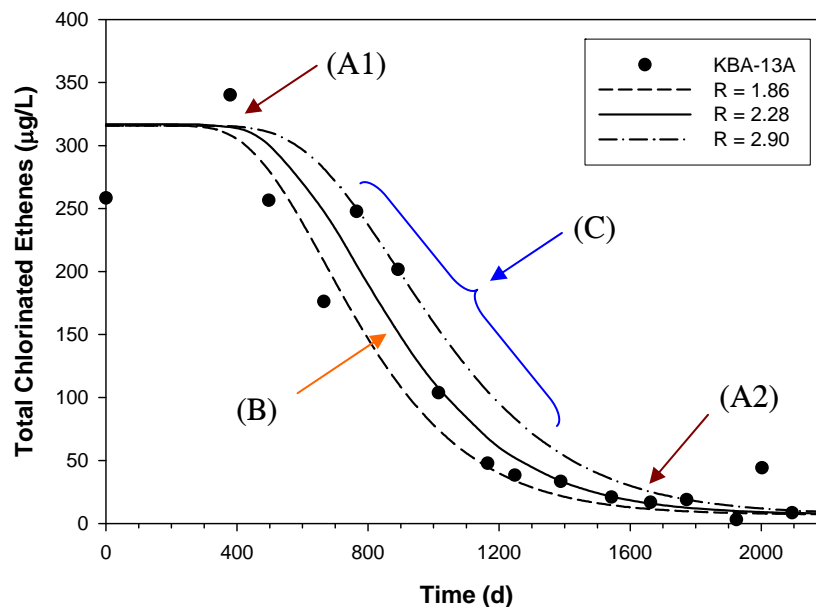 400
350
300
250
200
150
100
50
0
Total Chlorinated Ethenes (μg/L)
(A1)
KBA-13A
R = 1.86
R = 2.28
R = 2.90
(C)
(B)
(A2)
0 400 800 1200 1600 2000
Time (d)